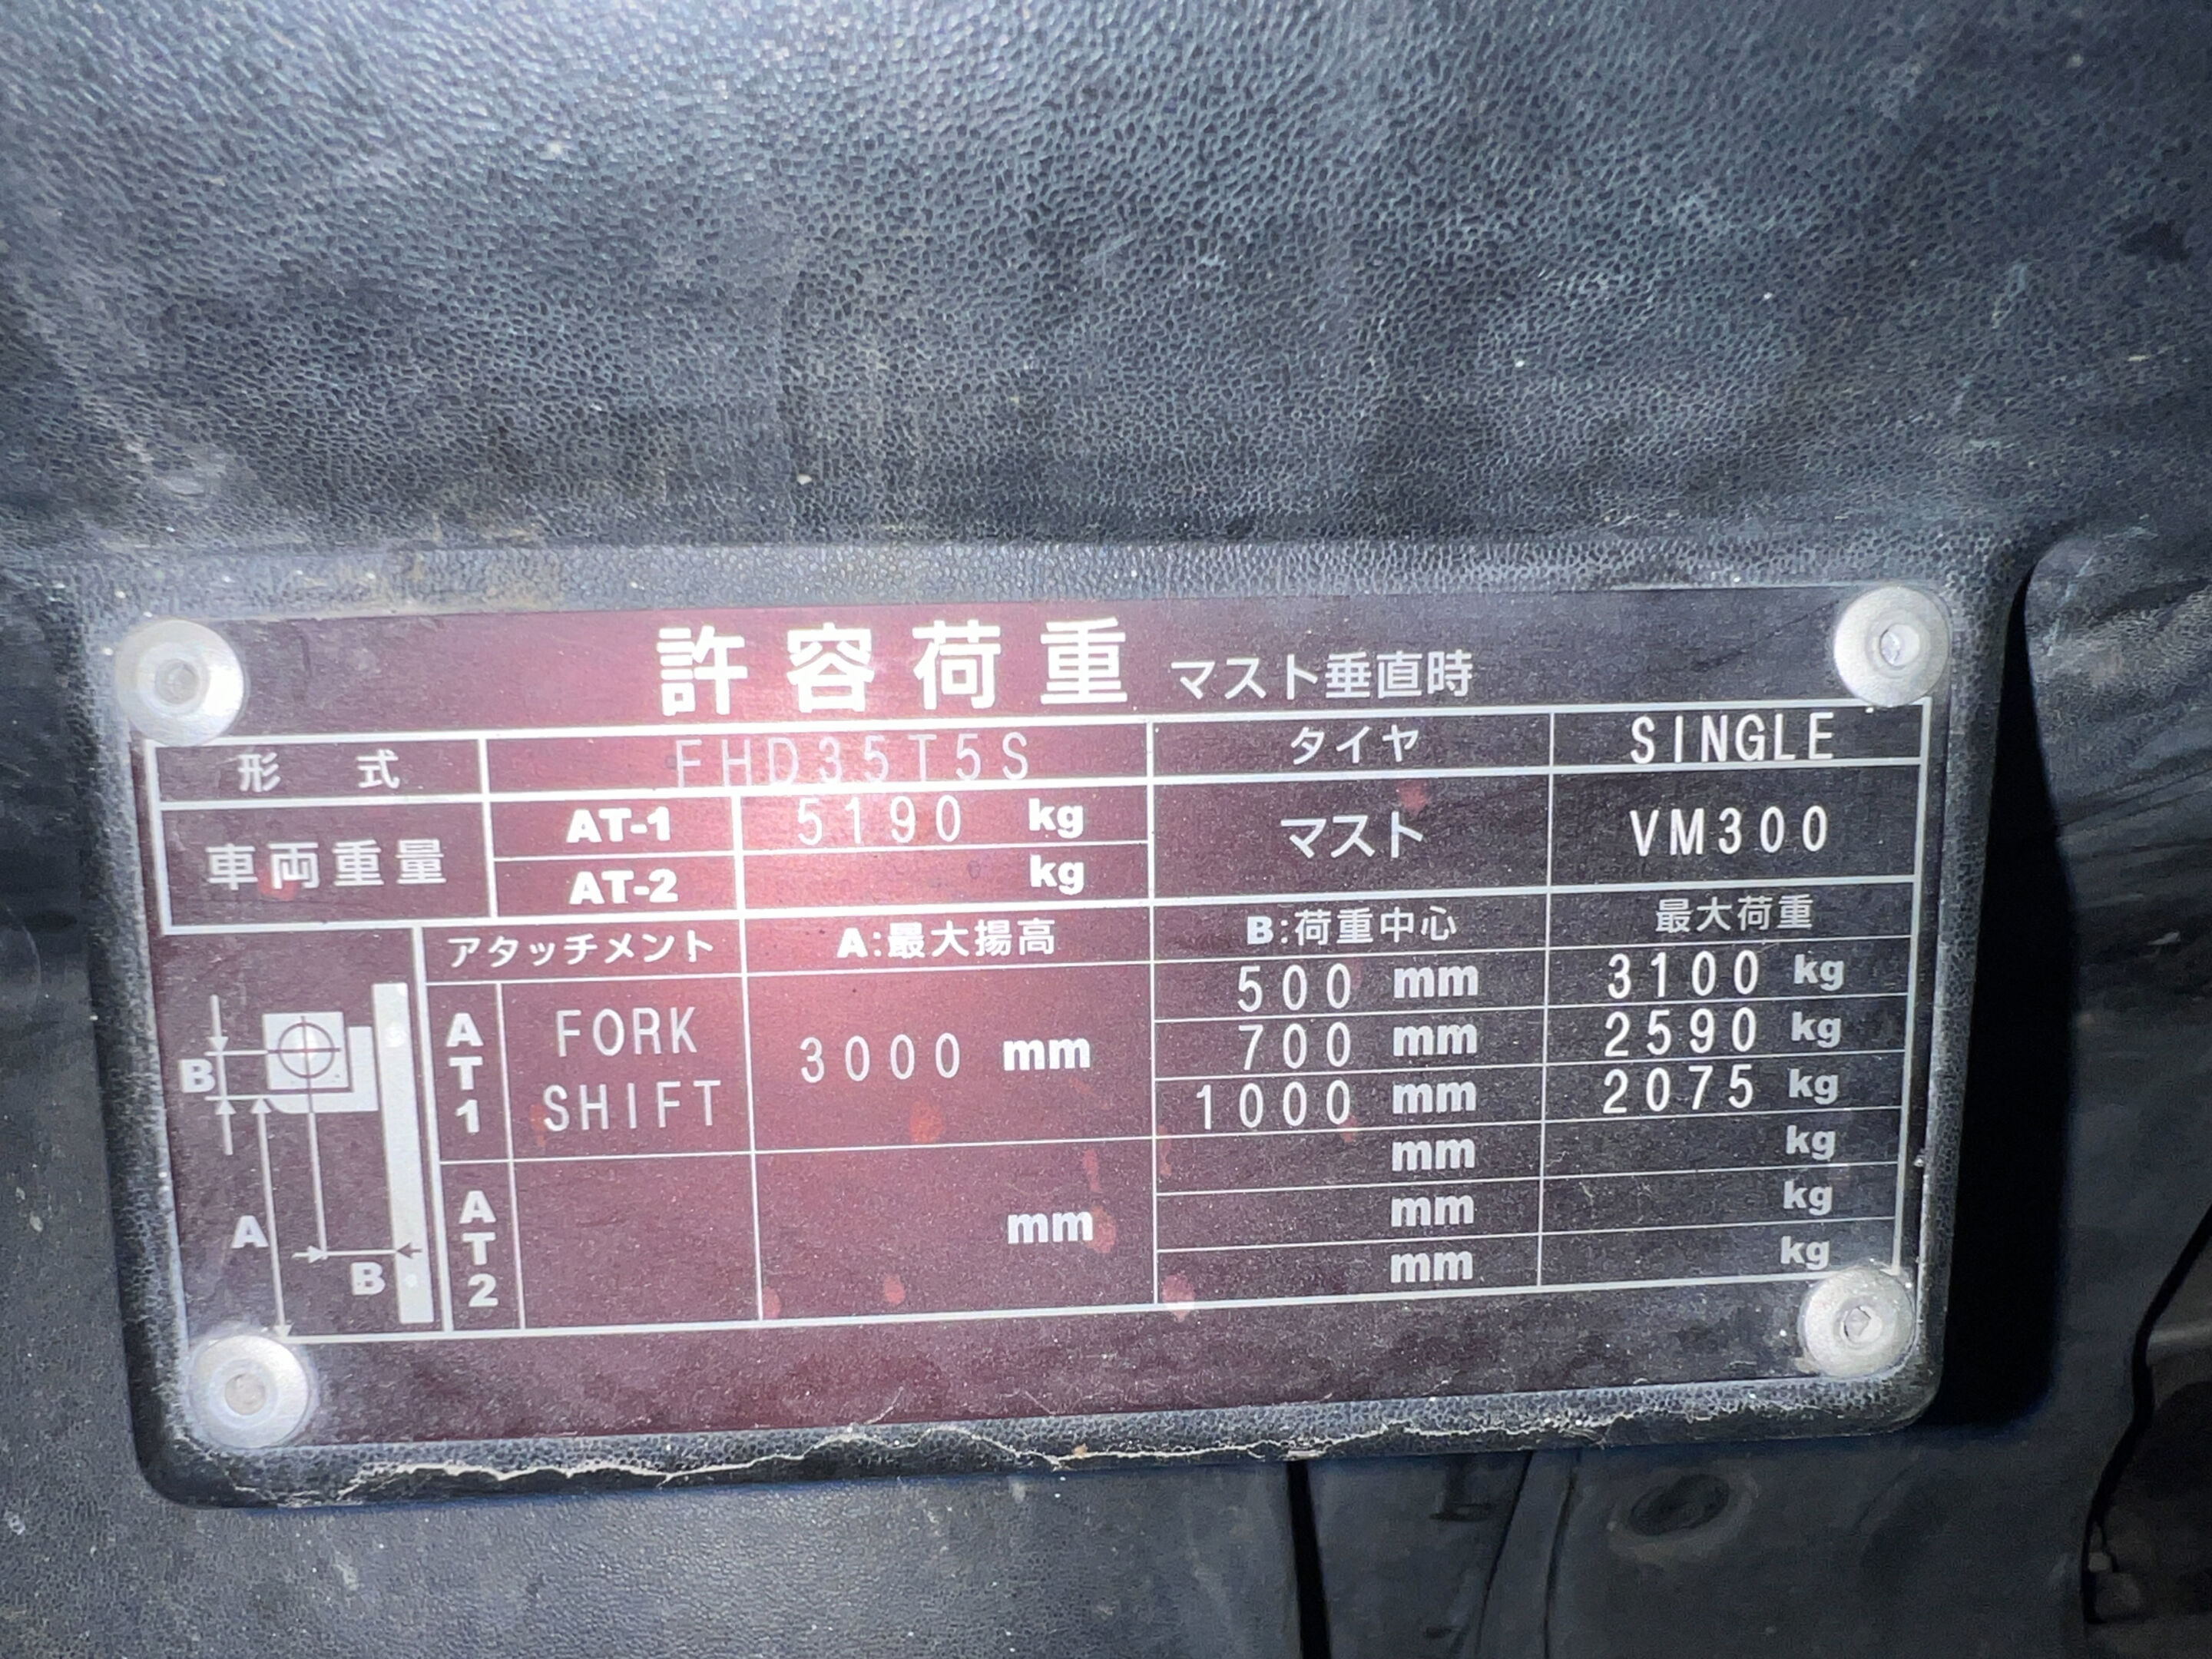 許容荷重 マスト垂直時
形 式 FHD35T5S タイヤ SINGLE
車両重量 AT-1 5190 kg マスト VM300
AT-2 kg
アタッチメント A:最大揚高 B:荷重中心 最大荷重
AT1 FORK SHIFT 3000 mm 500 mm 3100 kg
700 mm 2590 kg
1000 mm 2075 kg
AT2 mm mm kg
mm kg
mm kg
B
A
B